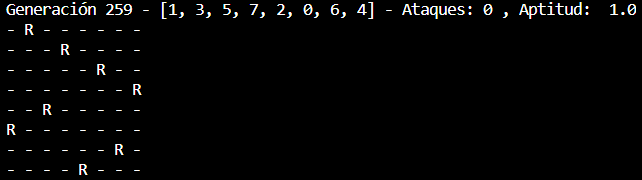 Generación 259 - [1, 3, 5, 7, 2, 0, 6, 4] - Ataques: 0 , Aptitud:  1.0
- R - - - - - -
- - - R - - - -
- - - - - R - -
- - - - - - - R
- - R - - - - -
R - - - - - - -
- - - - - - R -
- - - - R - - -